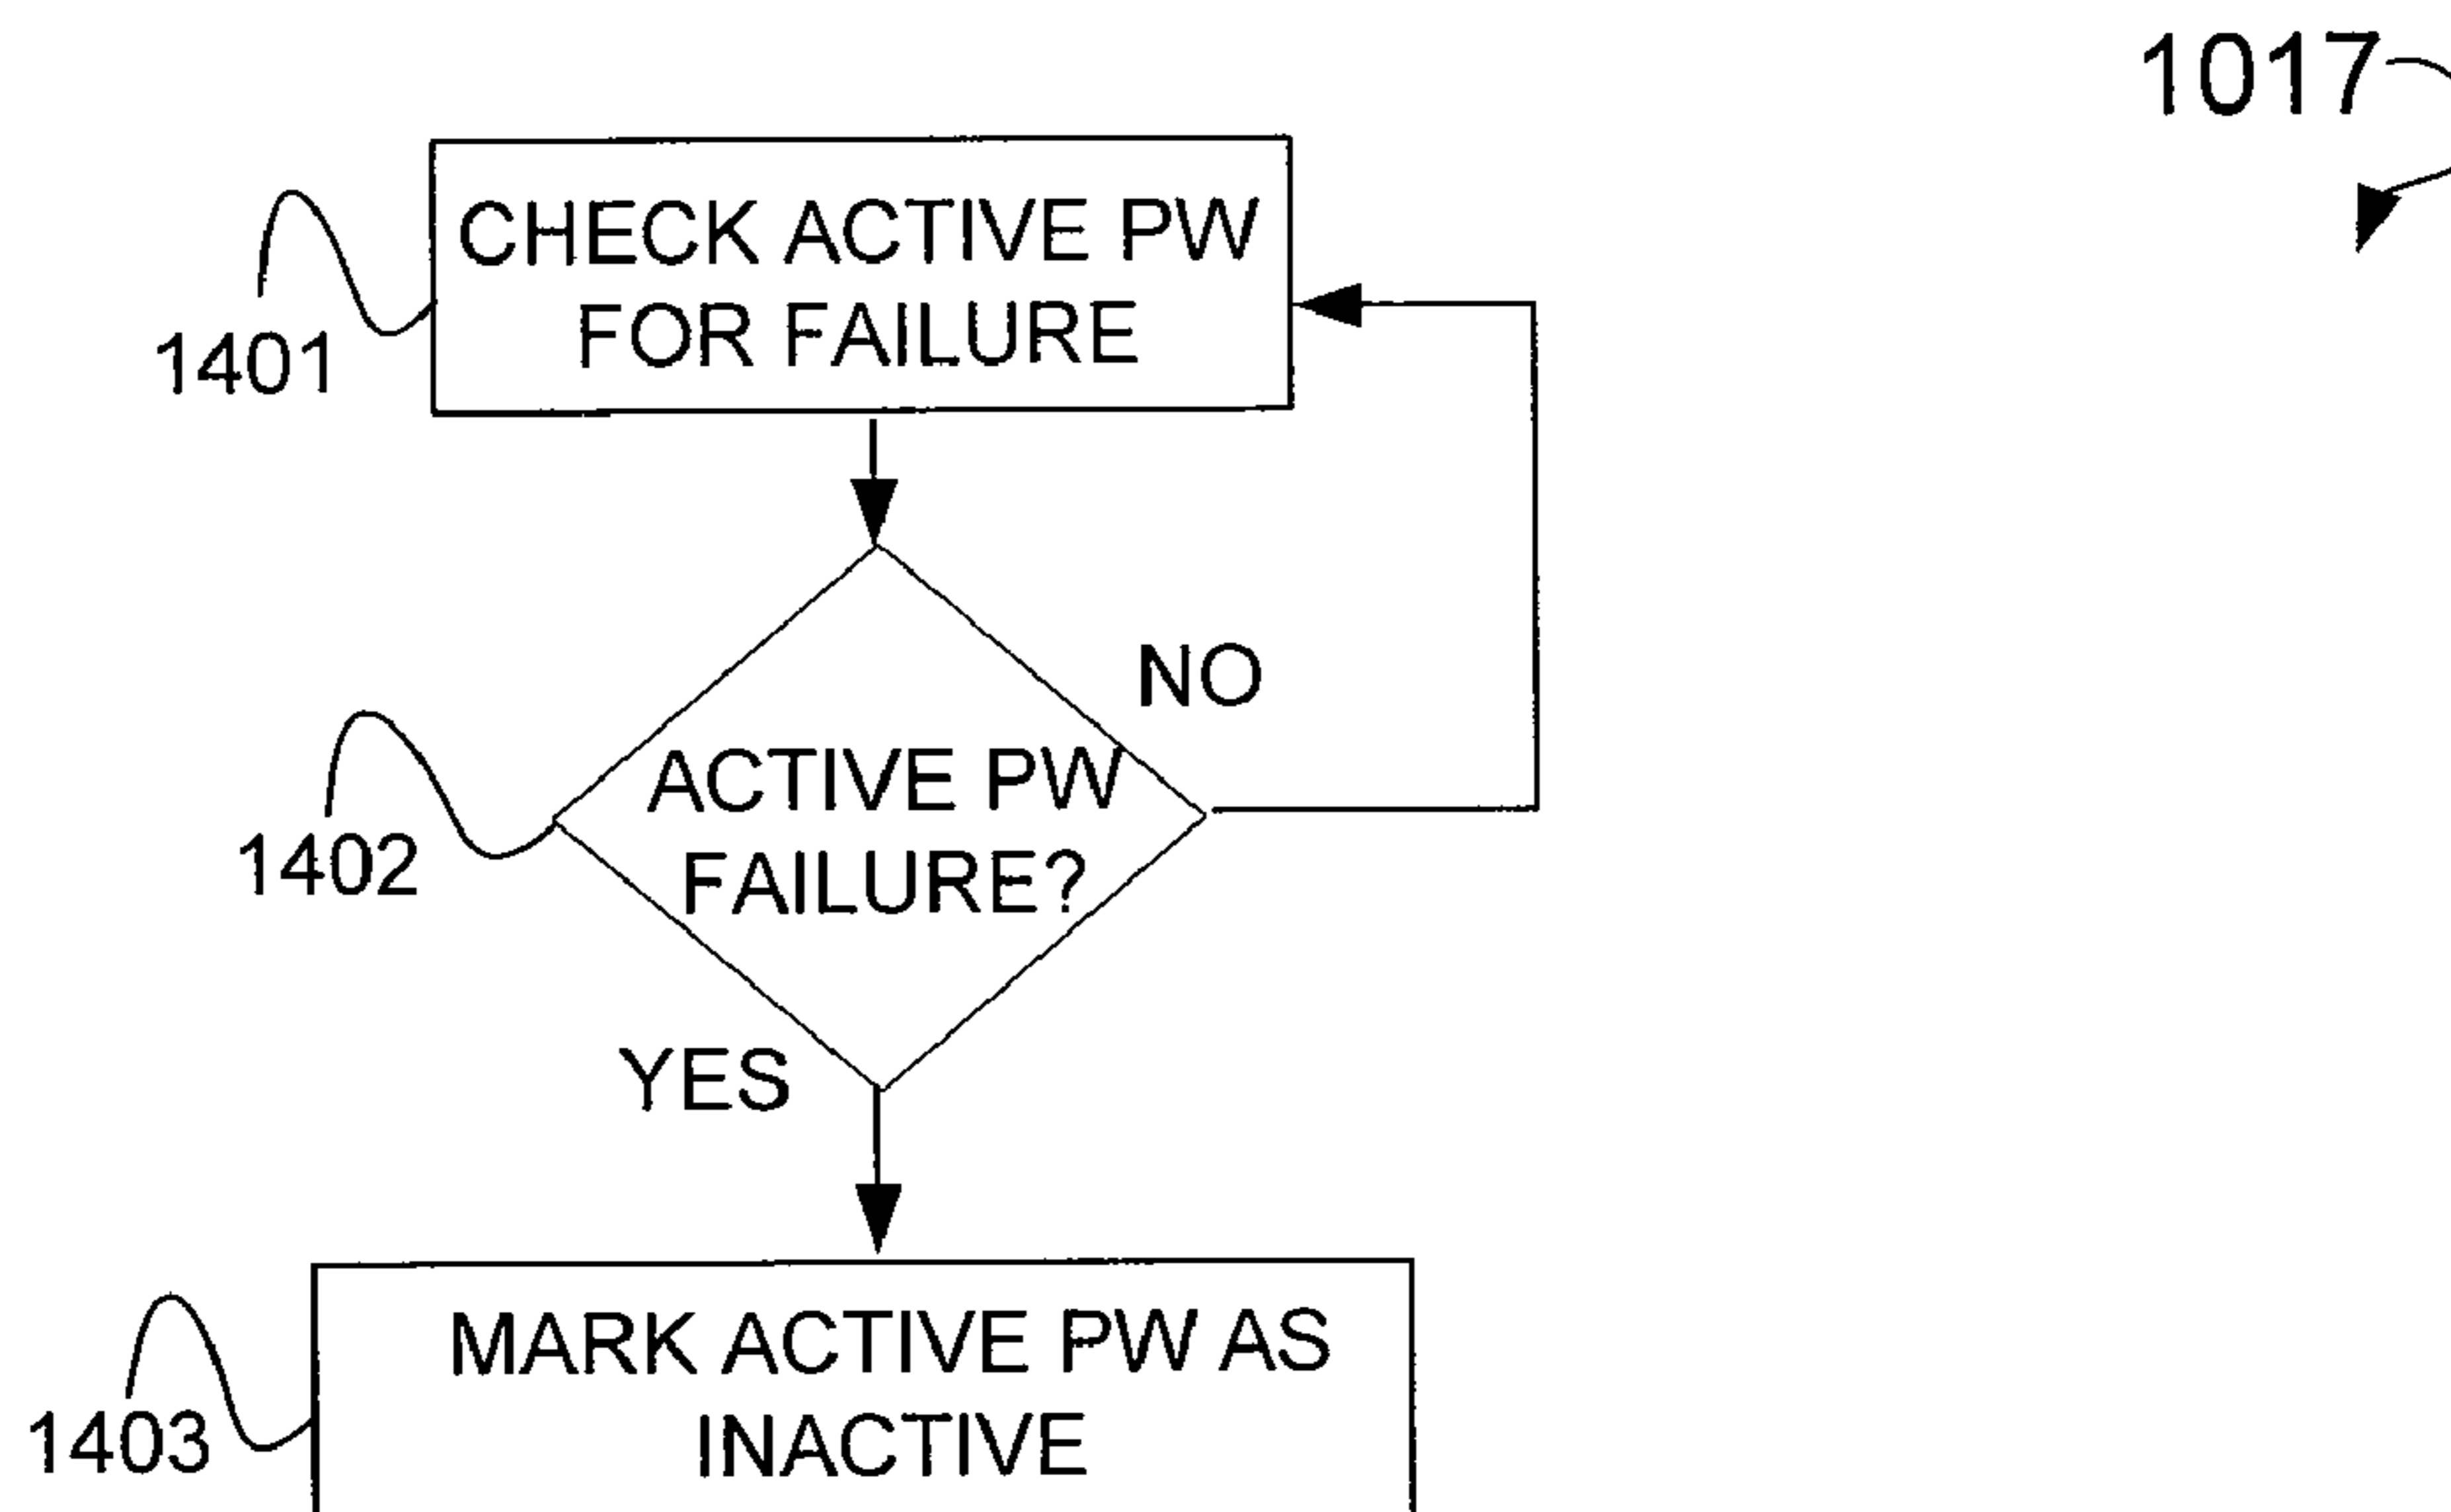 1017
CHECK ACTIVE PW
FOR FAILURE
1401
NO
ACTIVE PW
FAILURE?
1402
YES
MARK ACTIVE PW AS
INACTIVE
1403